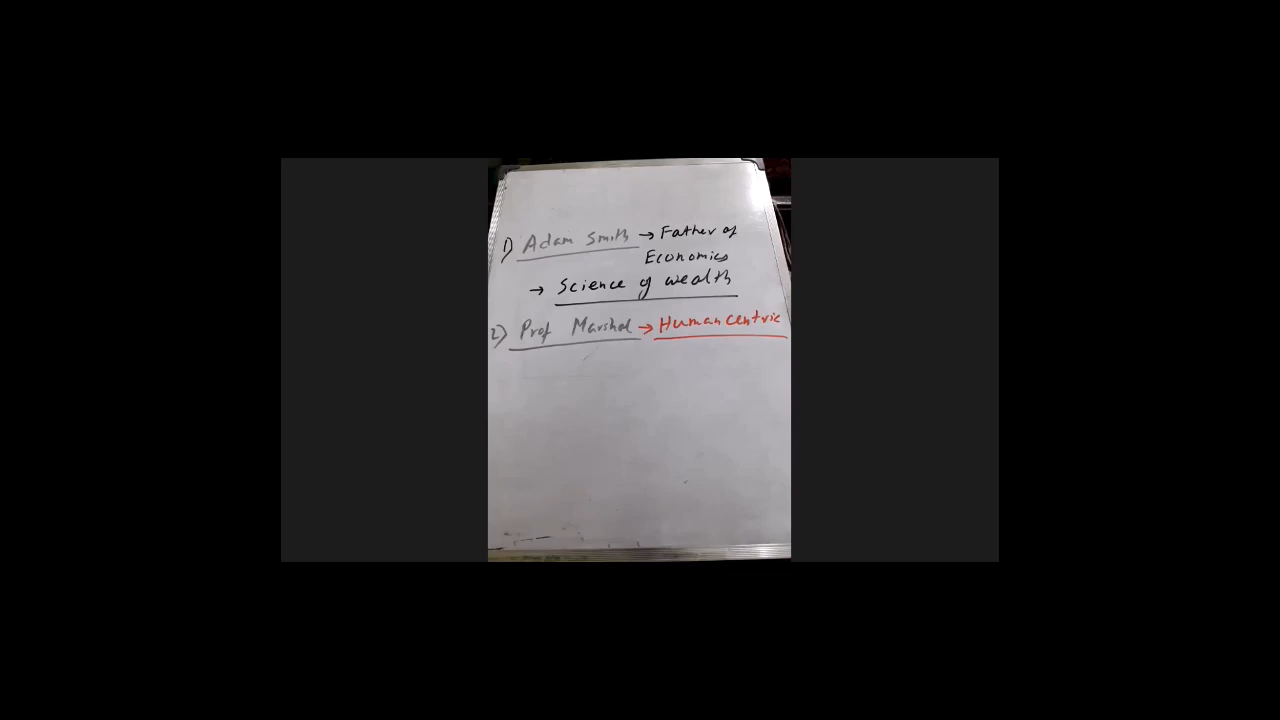 1) Adam Smith → Father of
Economics
→ Science of wealth
2) Prof Marshal → Human centric